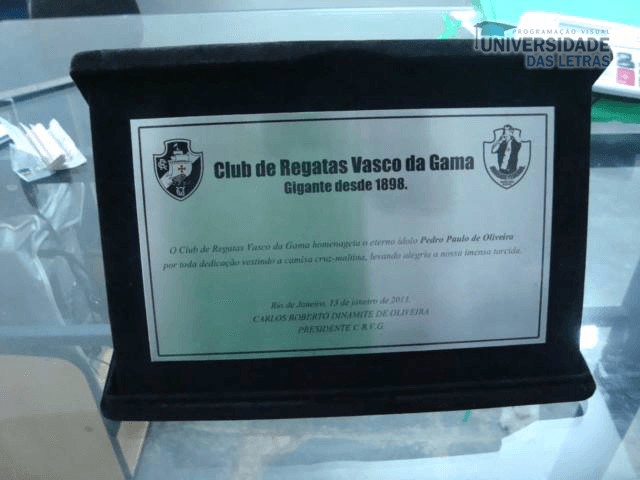 PROGRAMAÇÃO VISUAL
UNIVERSIDADE
DAS LETRAS
Club de Regatas Vasco da Gama
Gigante desde 1898.
O Club de Regatas Vasco da Gama homenageia o eterno ídolo Pedro Paulo de Oliveira
por toda dedicação vestindo a camisa cruz-maltina, levando alegria a nossa imensa torcida.
Rio de Janeiro, 13 de janeiro de 2013.
CARLOS ROBERTO DINAMITE DE OLIVEIRA
PRESIDENTE C.R.V.G.